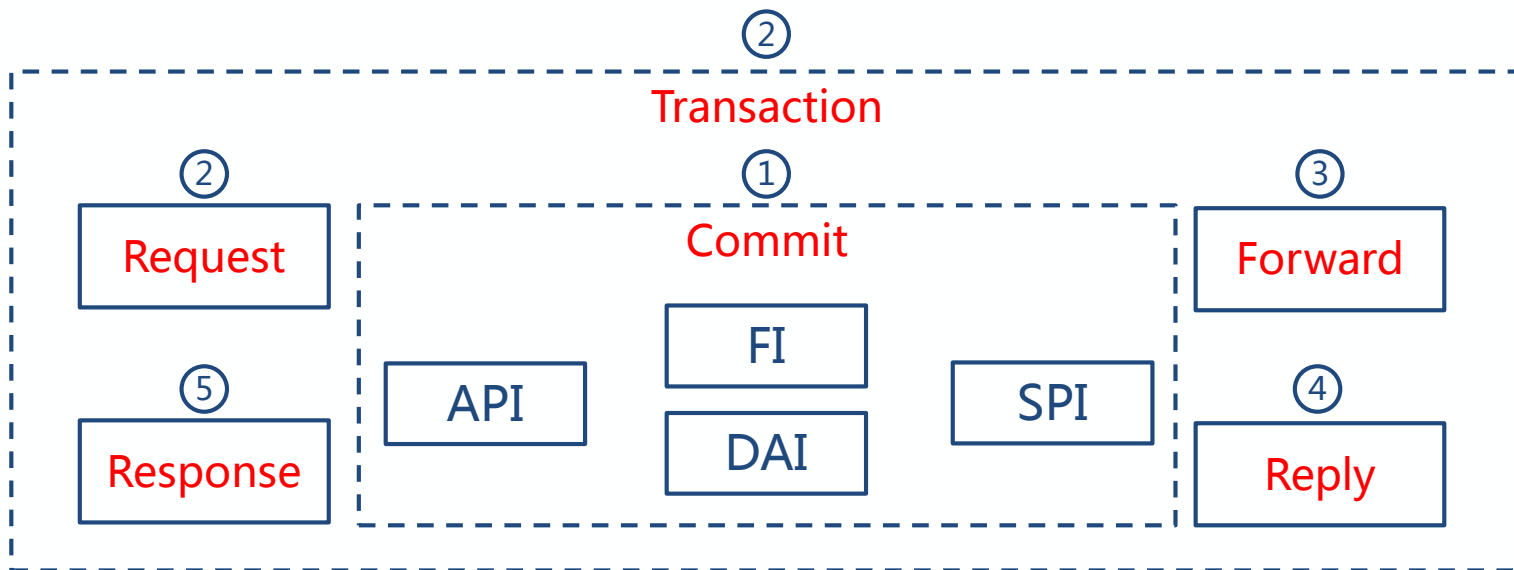 ②
Transaction
② ① ③
Request
Commit
Forward
FI
API
SPI
⑤ ④
DAI
Response
Reply